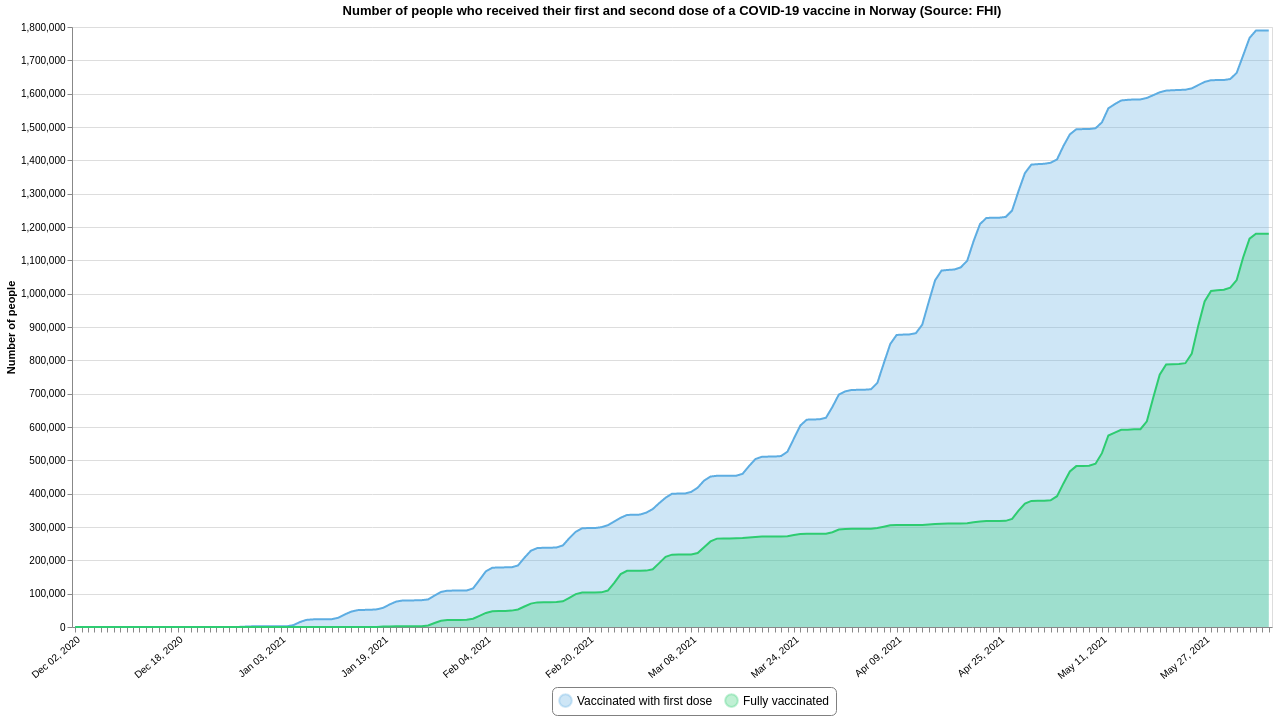 Number of people who received their first and second dose of a COVID-19 vaccine in Norway (Source: FHI)
Number of people
1,800,000
1,700,000
1,600,000
1,500,000
1,400,000
1,300,000
1,200,000
1,100,000
1,000,000
900,000
800,000
700,000
600,000
500,000
400,000
300,000
200,000
100,000
0
Dec 02, 2020
Dec 18, 2020
Jan 03, 2021
Jan 19, 2021
Feb 04, 2021
Feb 20, 2021
Mar 08, 2021
Mar 24, 2021
Apr 09, 2021
Apr 25, 2021
May 11, 2021
May 27, 2021
Vaccinated with first dose
Fully vaccinated